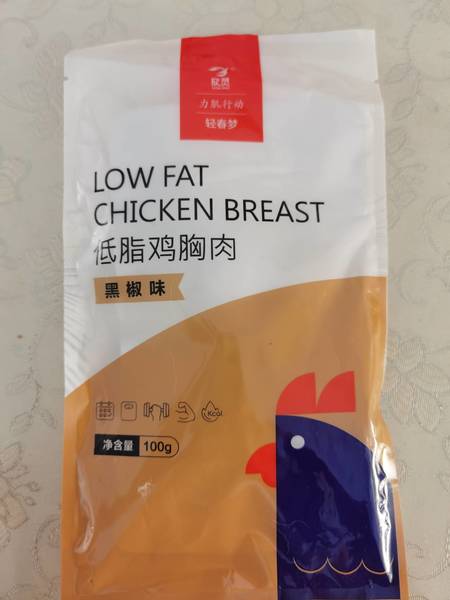 力肌行动
轻春梦
LOW FAT
CHICKEN BREAST
低脂鸡胸肉
黑椒味
Kcal
净含量 100g